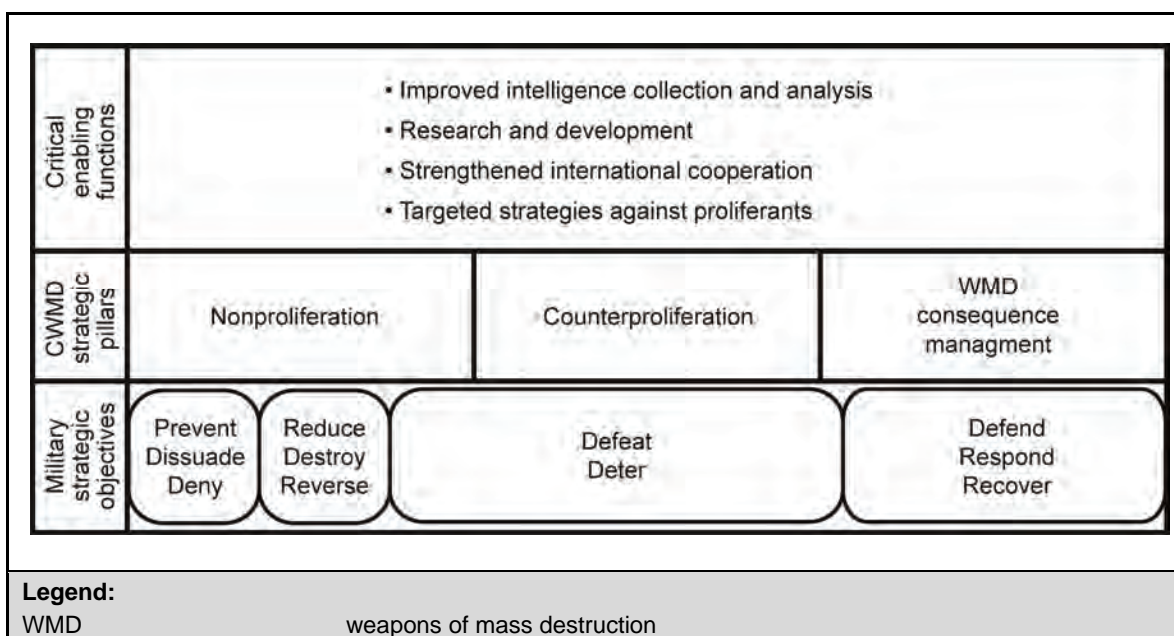 Critical
enabling
functions
• Improved intelligence collection and analysis
• Research and development
• Strengthened international cooperation
• Targeted strategies against proliferants
CWMD
strategic
pillars
Nonproliferation
Counterproliferation
WMD
consequence
managment
Military
strategic
objectives
Prevent
Dissuade
Deny
Reduce
Destroy
Reverse
Defeat
Deter
Defend
Respond
Recover
Legend:
WMD weapons of mass destruction